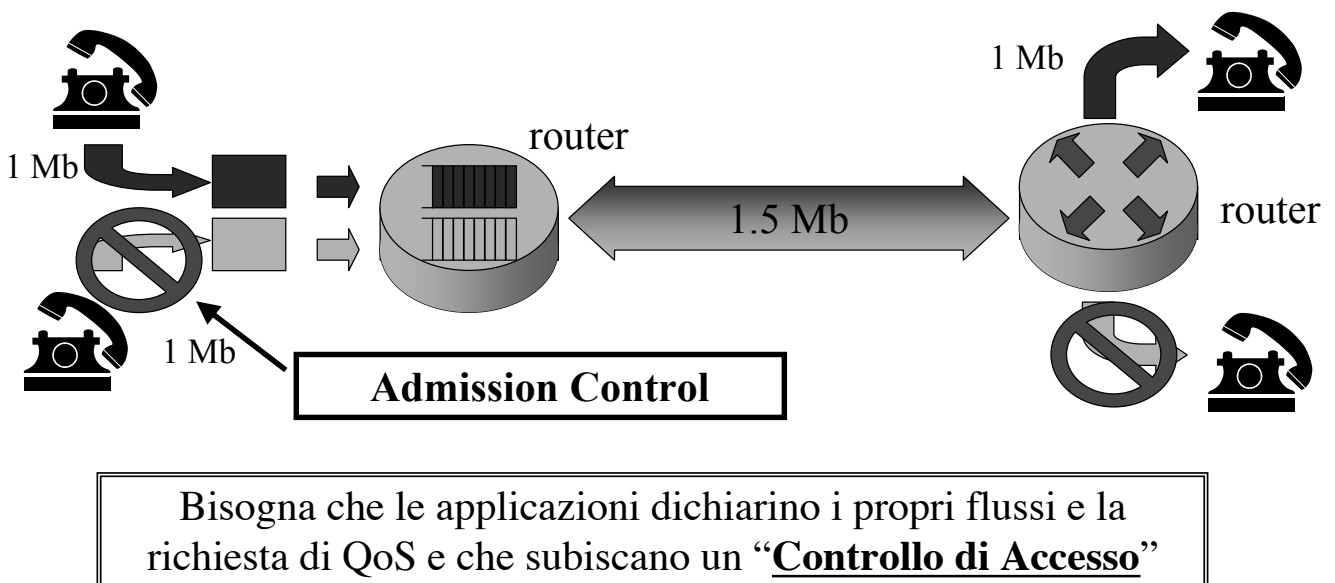 1 Mb
router
1 Mb
1.5 Mb
router
1 Mb
Admission Control
Bisogna che le applicazioni dichiarino i propri flussi e la
richiesta di QoS e che subiscano un “Controllo di Accesso”